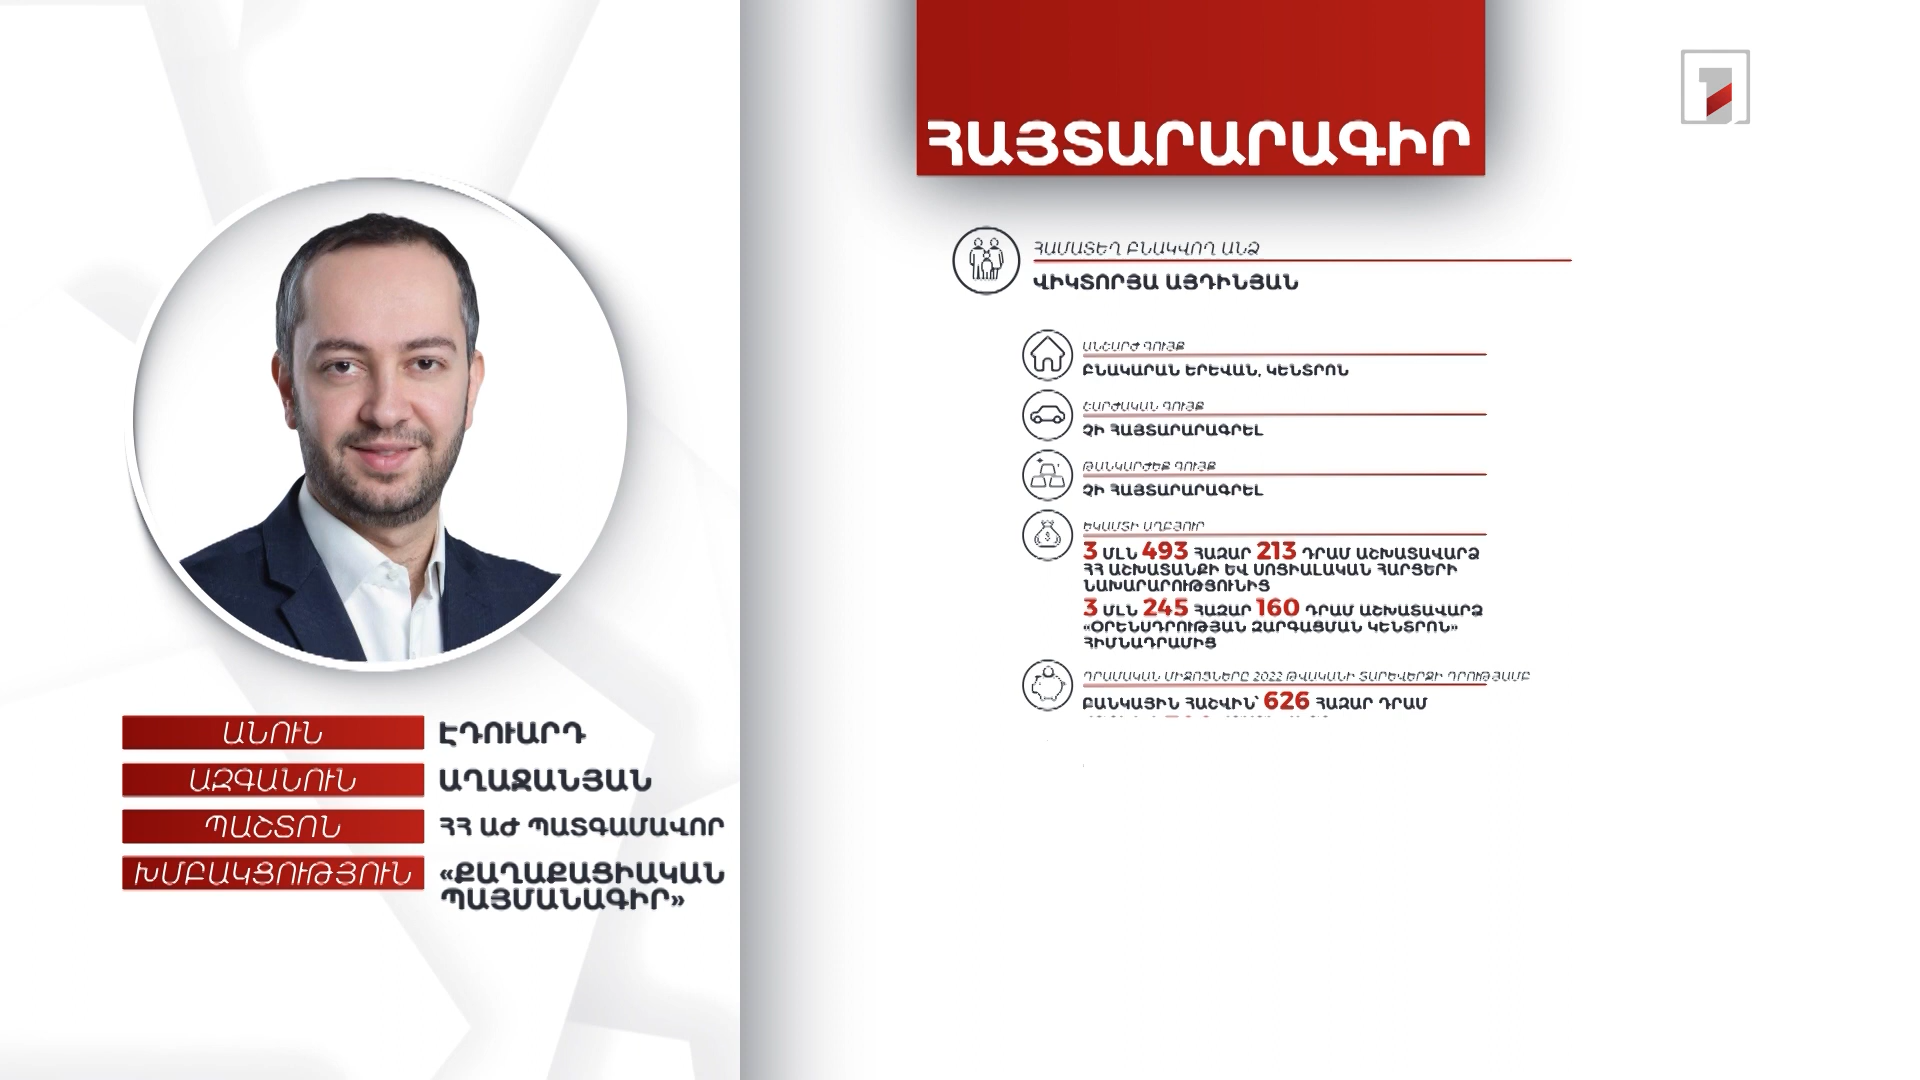 ՀԱՅՏԱՐԱՐԱԳԻՐ
ՀԱՄԱՏԵՂ ԲՆԱԿՎՈՂ ԱՆՁ
ՎԻԿՏՈՐՅԱ ԱՅԴԻՆՅԱՆ
ԱՆՇԱՐԺ ԳՈՒՅՔ
ԲՆԱԿԱՐԱՆ ԵՐԵՎԱՆ, ԿԵՆՏՐՈՆ
ՇԱՐԺԱԿԱՆ ԳՈՒՅՔ
ՉԻ ՀԱՅՏԱՐԱՐԱԳՐԵԼ
ԹԱՆԿԱՐԺԵՔ ԳՈՒՅՔ
ՉԻ ՀԱՅՏԱՐԱՐԱԳՐԵԼ
ԵԿԱՄՏԻ ԱՂԲՅՈՒՐ
3 ՄԼՆ 493 ՀԱԶԱՐ 213 ԴՐԱՄ ԱՇԽԱՏԱՎԱՐՁ
ՀՀ ԱՇԽԱՏԱՆՔԻ ԵՎ ՍՈՑԻԱԼԱԿԱՆ ՀԱՐՑԵՐԻ
ՆԱԽԱՐԱՐՈՒԹՅՈՒՆԻՑ
3 ՄԼՆ 245 ՀԱԶԱՐ 160 ԴՐԱՄ ԱՇԽԱՏԱՎԱՐՁ
«ՕՐԵՆՍԴՐՈՒԹՅԱՆ ԶԱՐԳԱՑՄԱՆ ԿԵՆՏՐՈՆ»
ՀԻՄՆԱԴՐԱՄԻՑ
ԴՐԱՄԱԿԱՆ ՄԻՋՈՑՆԵՐԸ 2022 ԹՎԱԿԱՆԻ ՏԱՐԵՎԵՐՋԻ ԴՐՈՒԹՅԱՄԲ
ԲԱՆԿԱՅԻՆ ՀԱՇՎԻՆ՝ 626 ՀԱԶԱՐ ԴՐԱՄ
ԱՆՈՒՆ ԷԴՈՒԱՐԴ
ԱԶԳԱՆՈՒՆ ԱՂԱՋԱՆՅԱՆ
ՊԱՇՏՈՆ ՀՀ ԱԺ ՊԱՏԳԱՄԱՎՈՐ
ԽՄԲԱԿՑՈՒԹՅՈՒՆ «ՔԱՂԱՔԱՑԻԱԿԱՆ
ՊԱՅՄԱՆԱԳԻՐ»